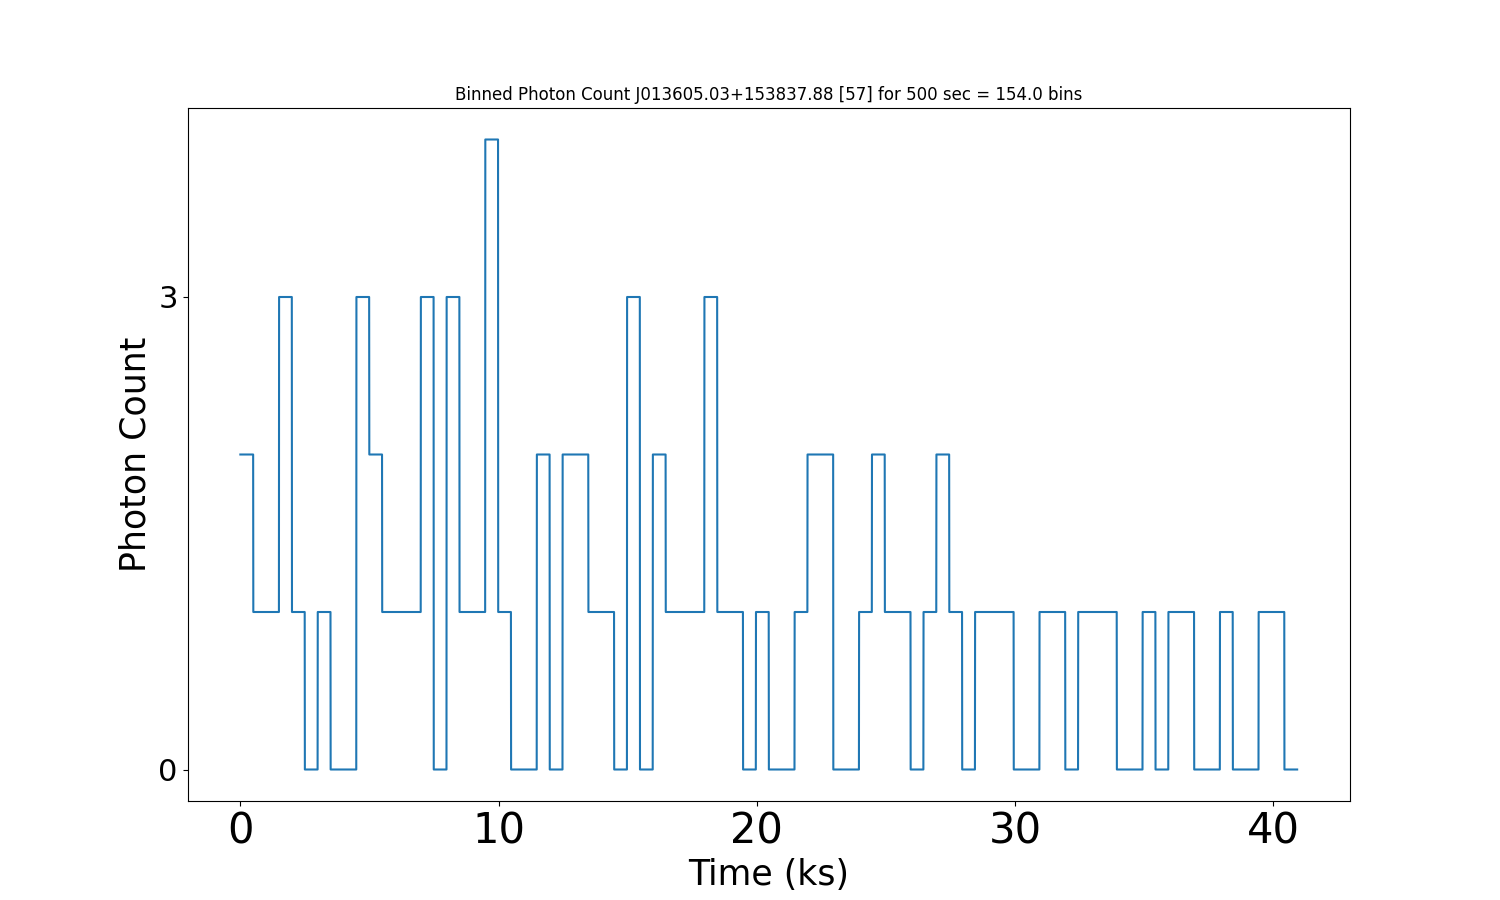 Binned Photon Count J013605.03+153837.88 [57] for 500 sec = 154.0 bins
3
Photon Count
0
0 10 20 30 40
Time (ks)